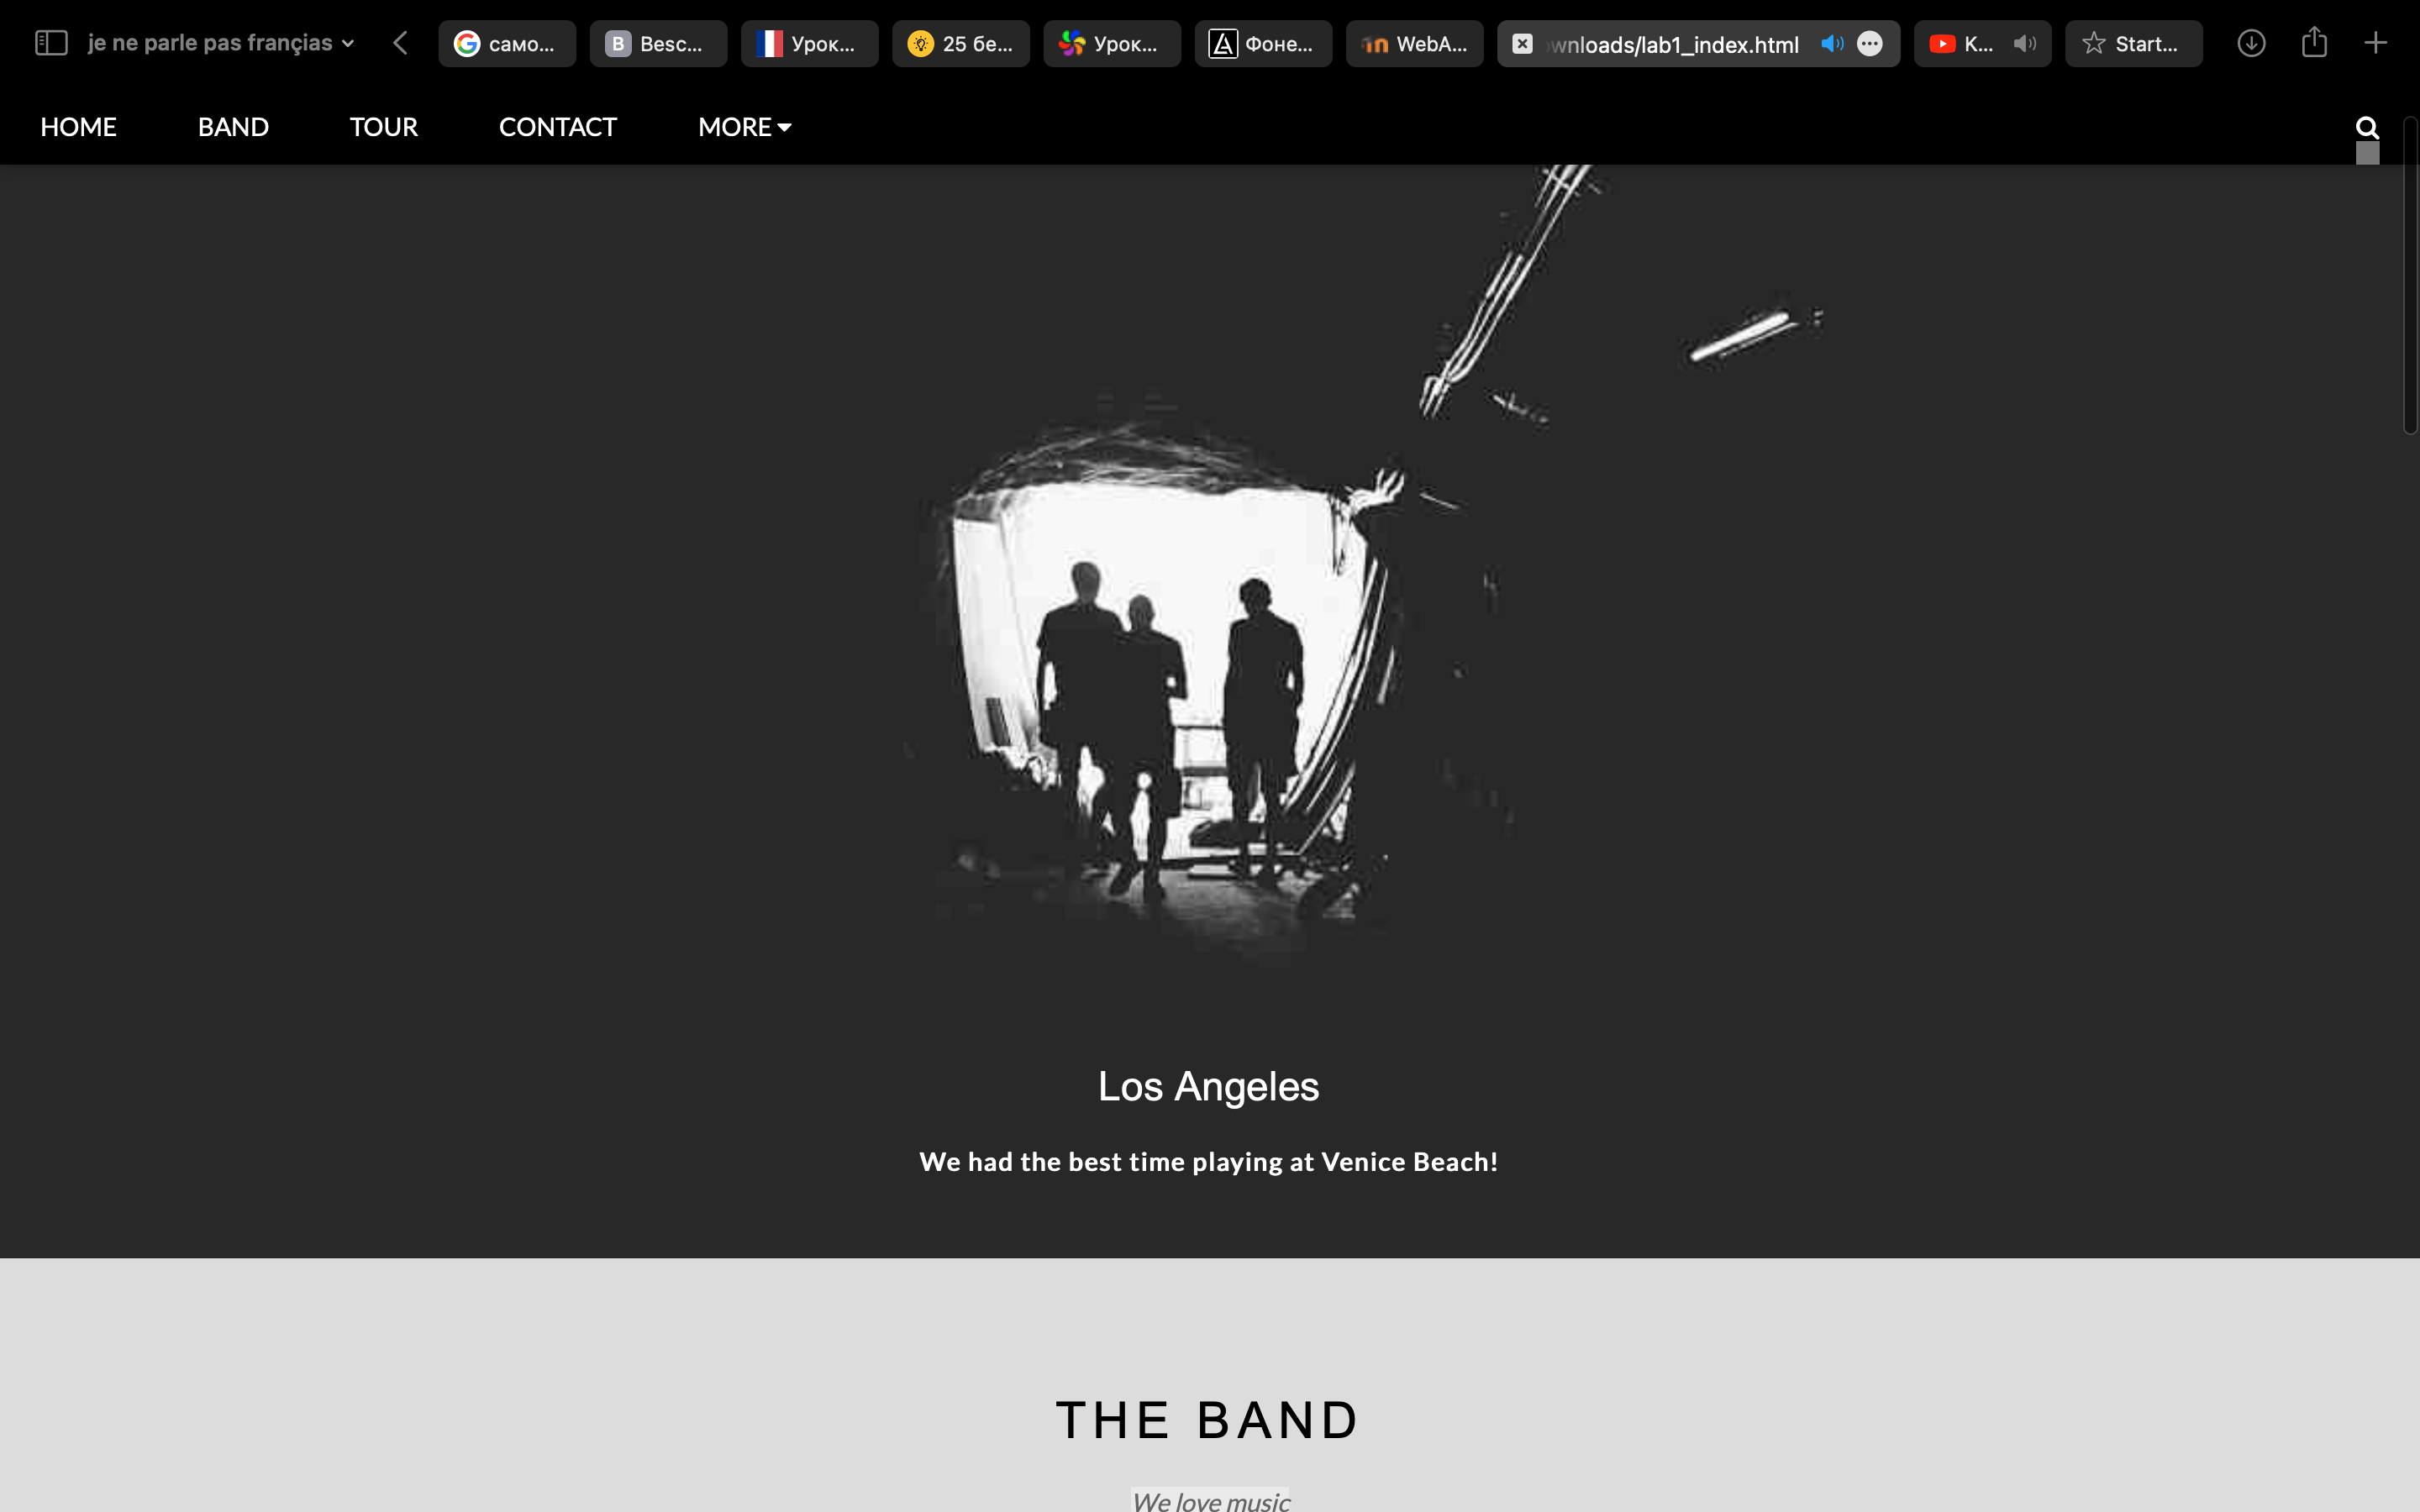 je ne parle pas françias
само...
B Besc...
Урок...
25 бе...
Урок...
Фоне...
WebA...
wnloads/lab1_index.html
K...
Start...
HOME BAND TOUR CONTACT MORE
Los Angeles
We had the best time playing at Venice Beach!
THE BAND
We love music